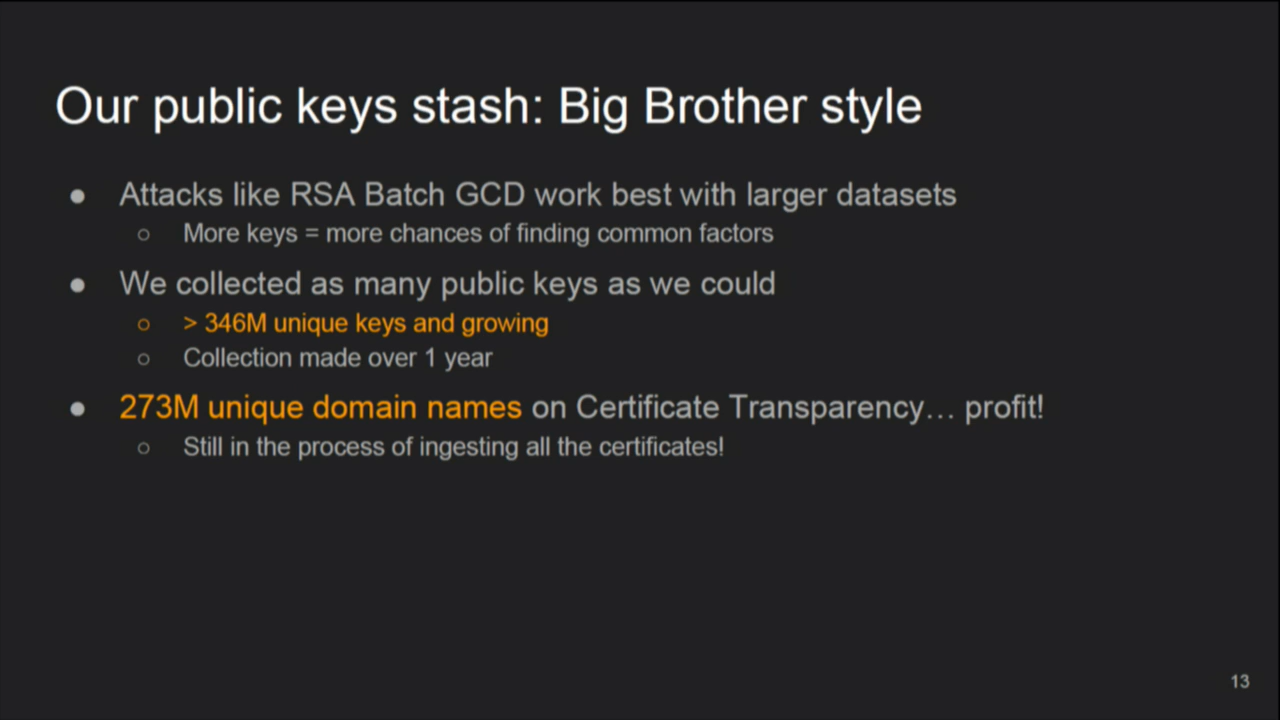 Our public keys stash: Big Brother style
● Attacks like RSA Batch GCD work best with larger datasets
○ More keys = more chances of finding common factors
● We collected as many public keys as we could
○ > 346M unique keys and growing
○ Collection made over 1 year
● 273M unique domain names on Certificate Transparency… profit!
○ Still in the process of ingesting all the certificates!
13